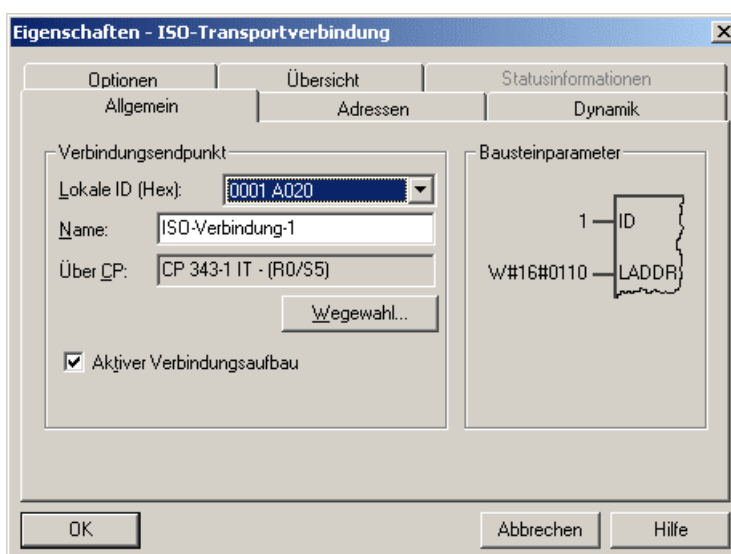 Eigenschaften - ISO-Transportverbindung
Optionen Übersicht Statusinformationen
Allgemein Adressen Dynamik
Verbindungsendpunkt
Lokale ID (Hex): 0001 A020
Name: ISO-Verbindung-1
Über CP: CP 343-1 IT - (R0/S5)
Wegewahl...
Aktiver Verbindungsaufbau
Bausteinparameter
1 ID
W#16#0110 LADDR
OK Abbrechen Hilfe